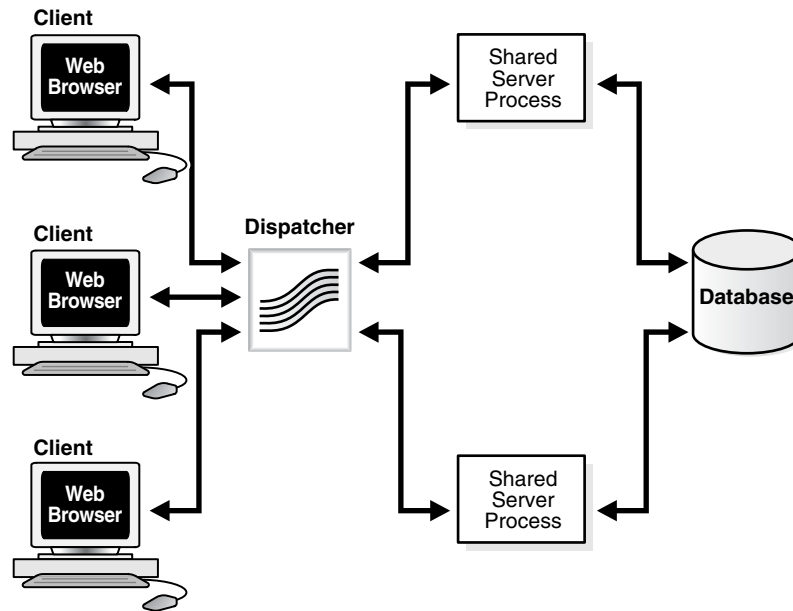 Client
Web
Browser
Shared
Server
Process
Client
Web
Browser
Dispatcher
Database
Client
Web
Browser
Shared
Server
Process